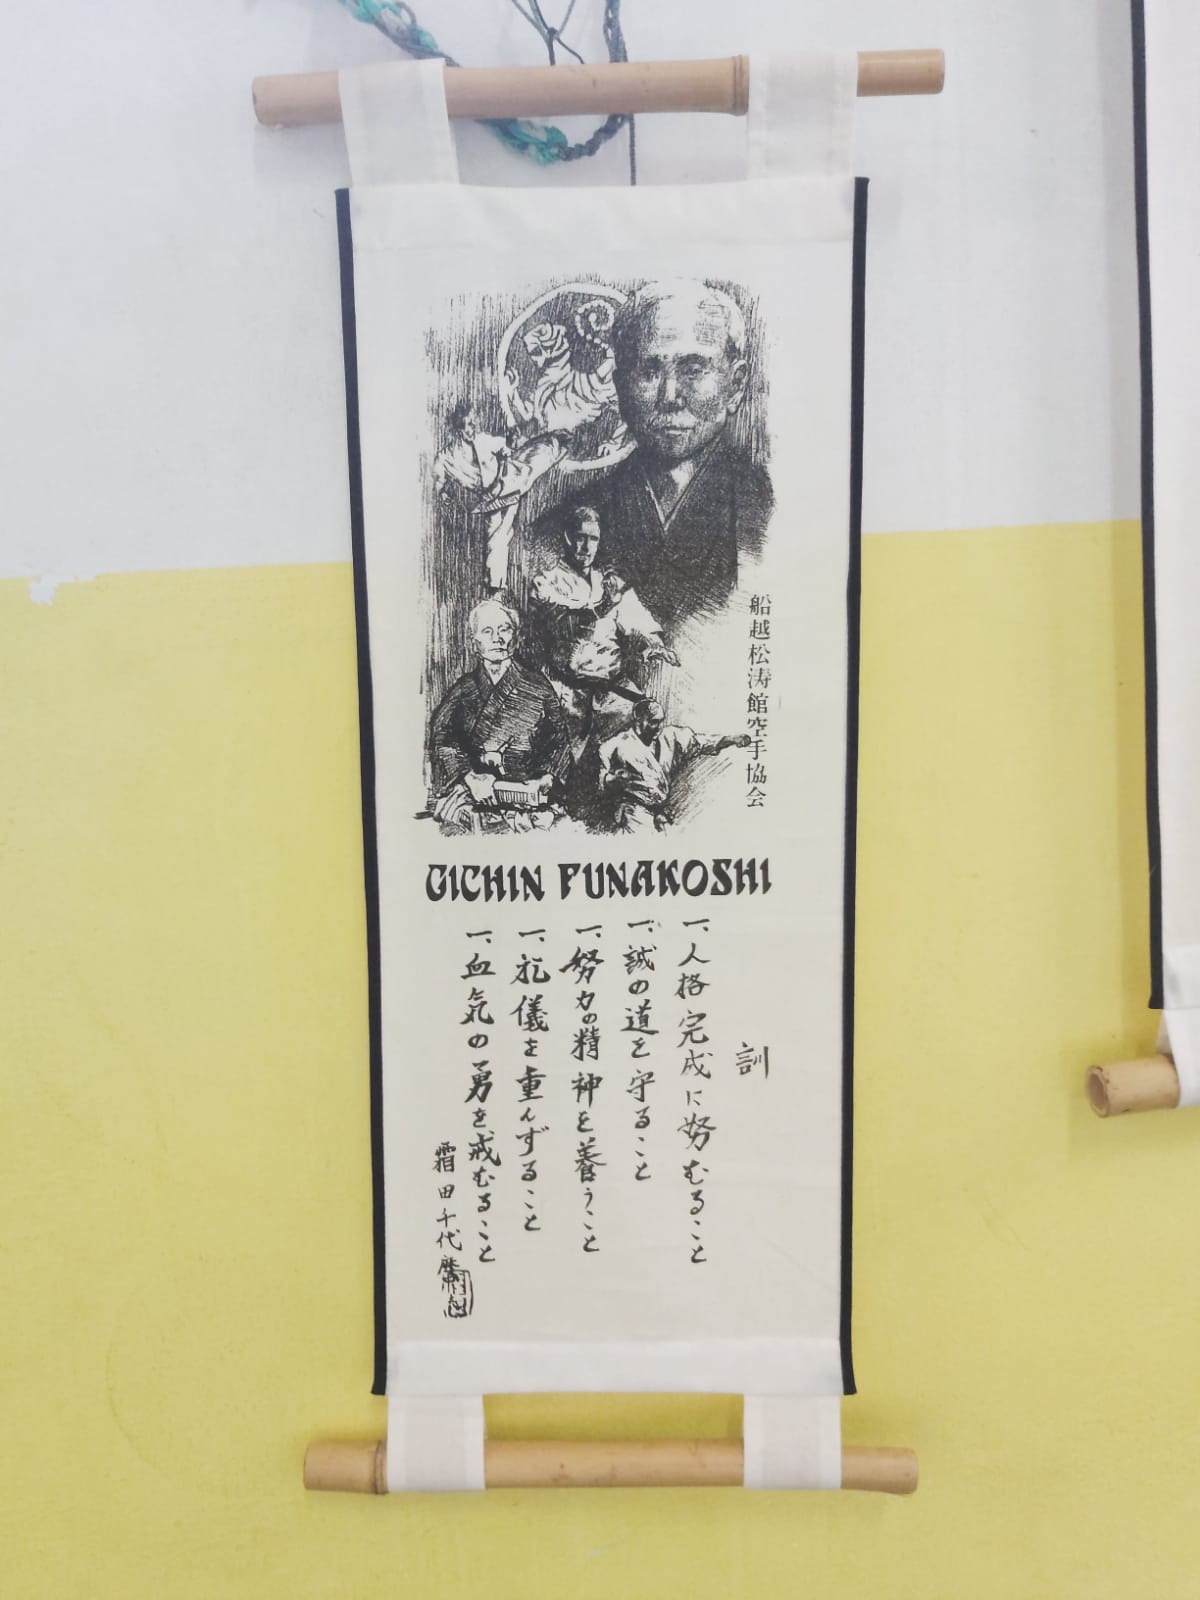 船越松涛館空手協会
GICHIN FUNAKOSHI
訓
一、人格完成に努むること
一、誠の道を守ること
一、努力の精神を養うこと
一、礼儀を重んずること
一、血気の勇を戒むること
霜田千代麿